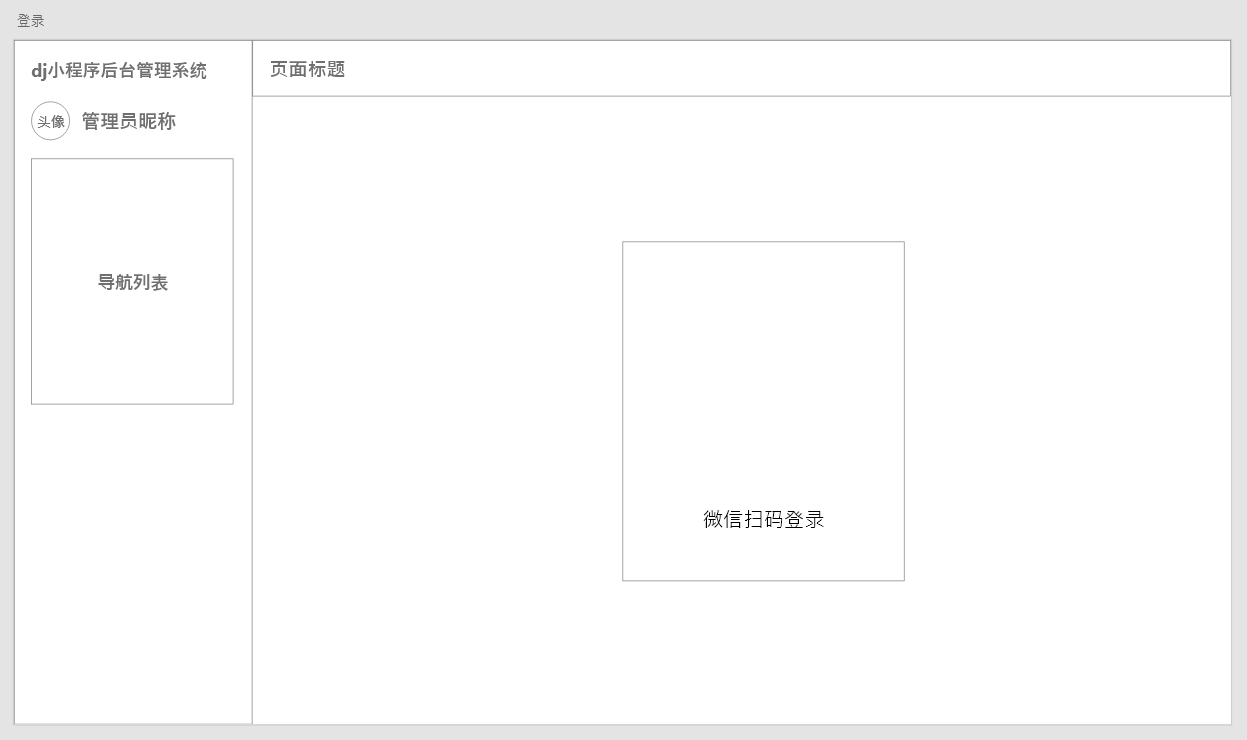 登录
dj小程序后台管理系统
页面标题
头像
管理员昵称
导航列表
微信扫码登录